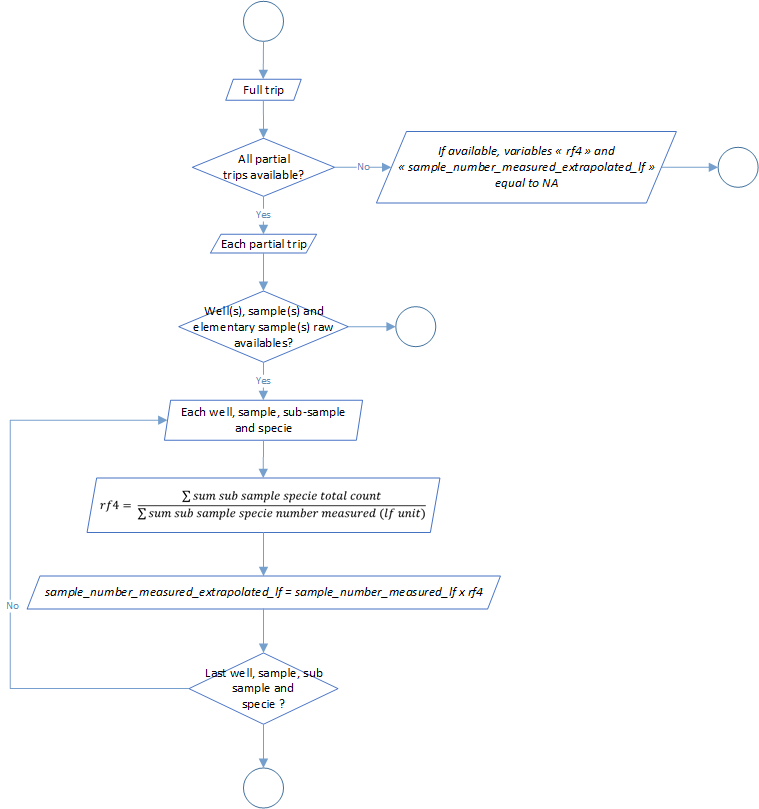 Full trip
All partial
trips available?
No
If available, variables « rf4 » and
« sample_number_measured_extrapolated_lf »
equal to NA
Yes
Each partial trip
Well(s), sample(s) and
elementary sample(s) raw
availables?
Yes
Each well, sample, sub-sample
and specie
rf4 = ∑ sum sub sample specie total count
∑ sum sub sample specie number measured (lf unit)
sample_number_measured_extrapolated_lf = sample_number_measured_lf x rf4
No
Last well, sample, sub
sample and
specie ?